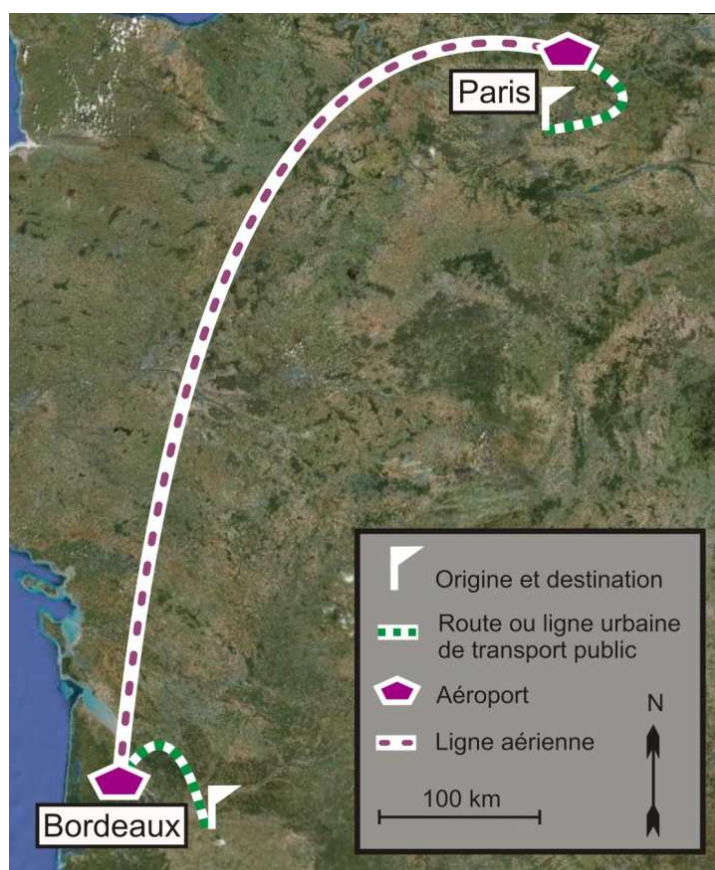 Paris
Bordeaux
Origine et destination
Route ou ligne urbaine
de transport public
Aéroport
N
Ligne aérienne
100 km